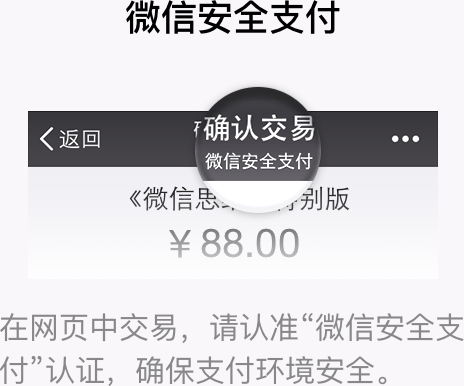 微信安全支付
返回
确认交易
微信安全支付
《微信思 特别版
¥ 88.00
在网页中交易，请认准“微信安全支
付”认证，确保支付环境安全。